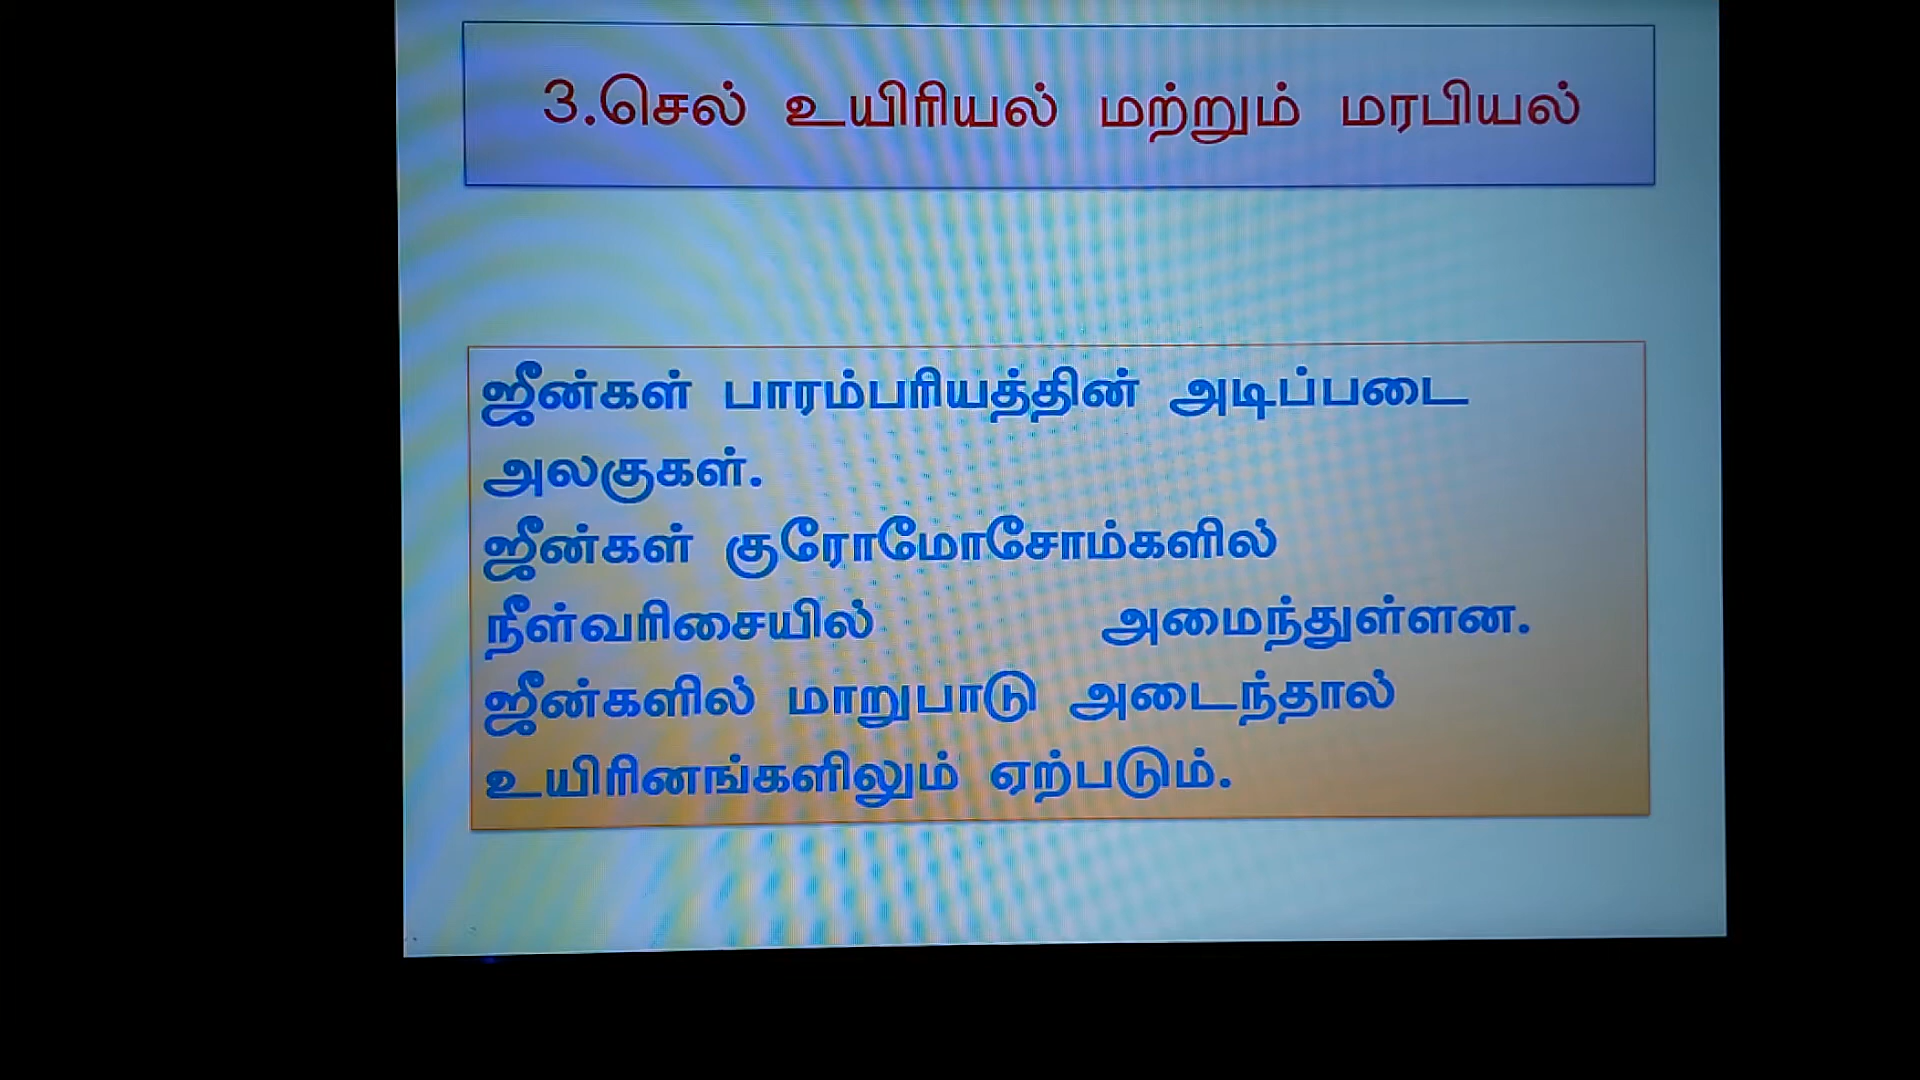 3.செல் உயிரியல் மற்றும் மரபியல்
ஜீன்கள் பாரம்பரியத்தின் அடிப்படை
அலகுகள்.
ஜீன்கள் குரோமோசோம்களில்
நீள்வரிசையில் அமைந்துள்ளன.
ஜீன்களில் மாறுபாடு அடைந்தால்
உயிரினங்களிலும் ஏற்படும்.